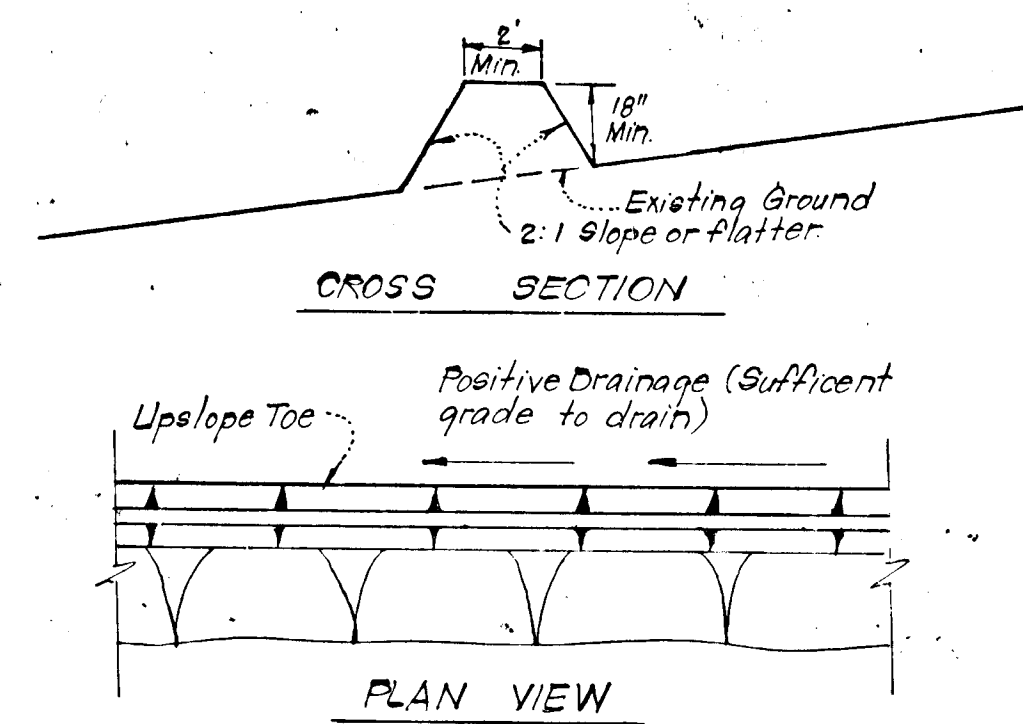 2'
Min.
18"
Min.
Existing Ground
2:1 Slope or flatter.
CROSS SECTION
Positive Drainage (Sufficent
grade to drain)
Upslope Toe
PLAN VIEW